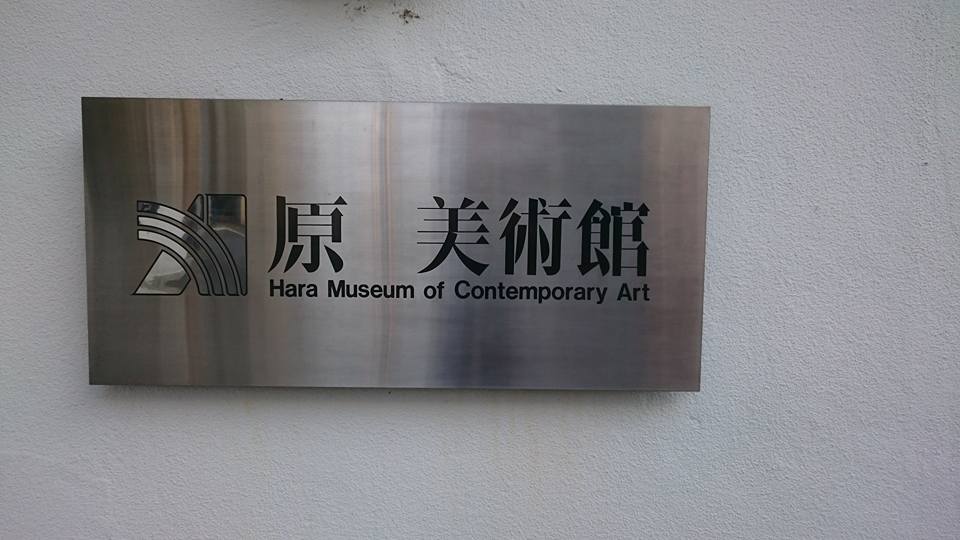 原　美術館
Hara Museum of Contemporary Art